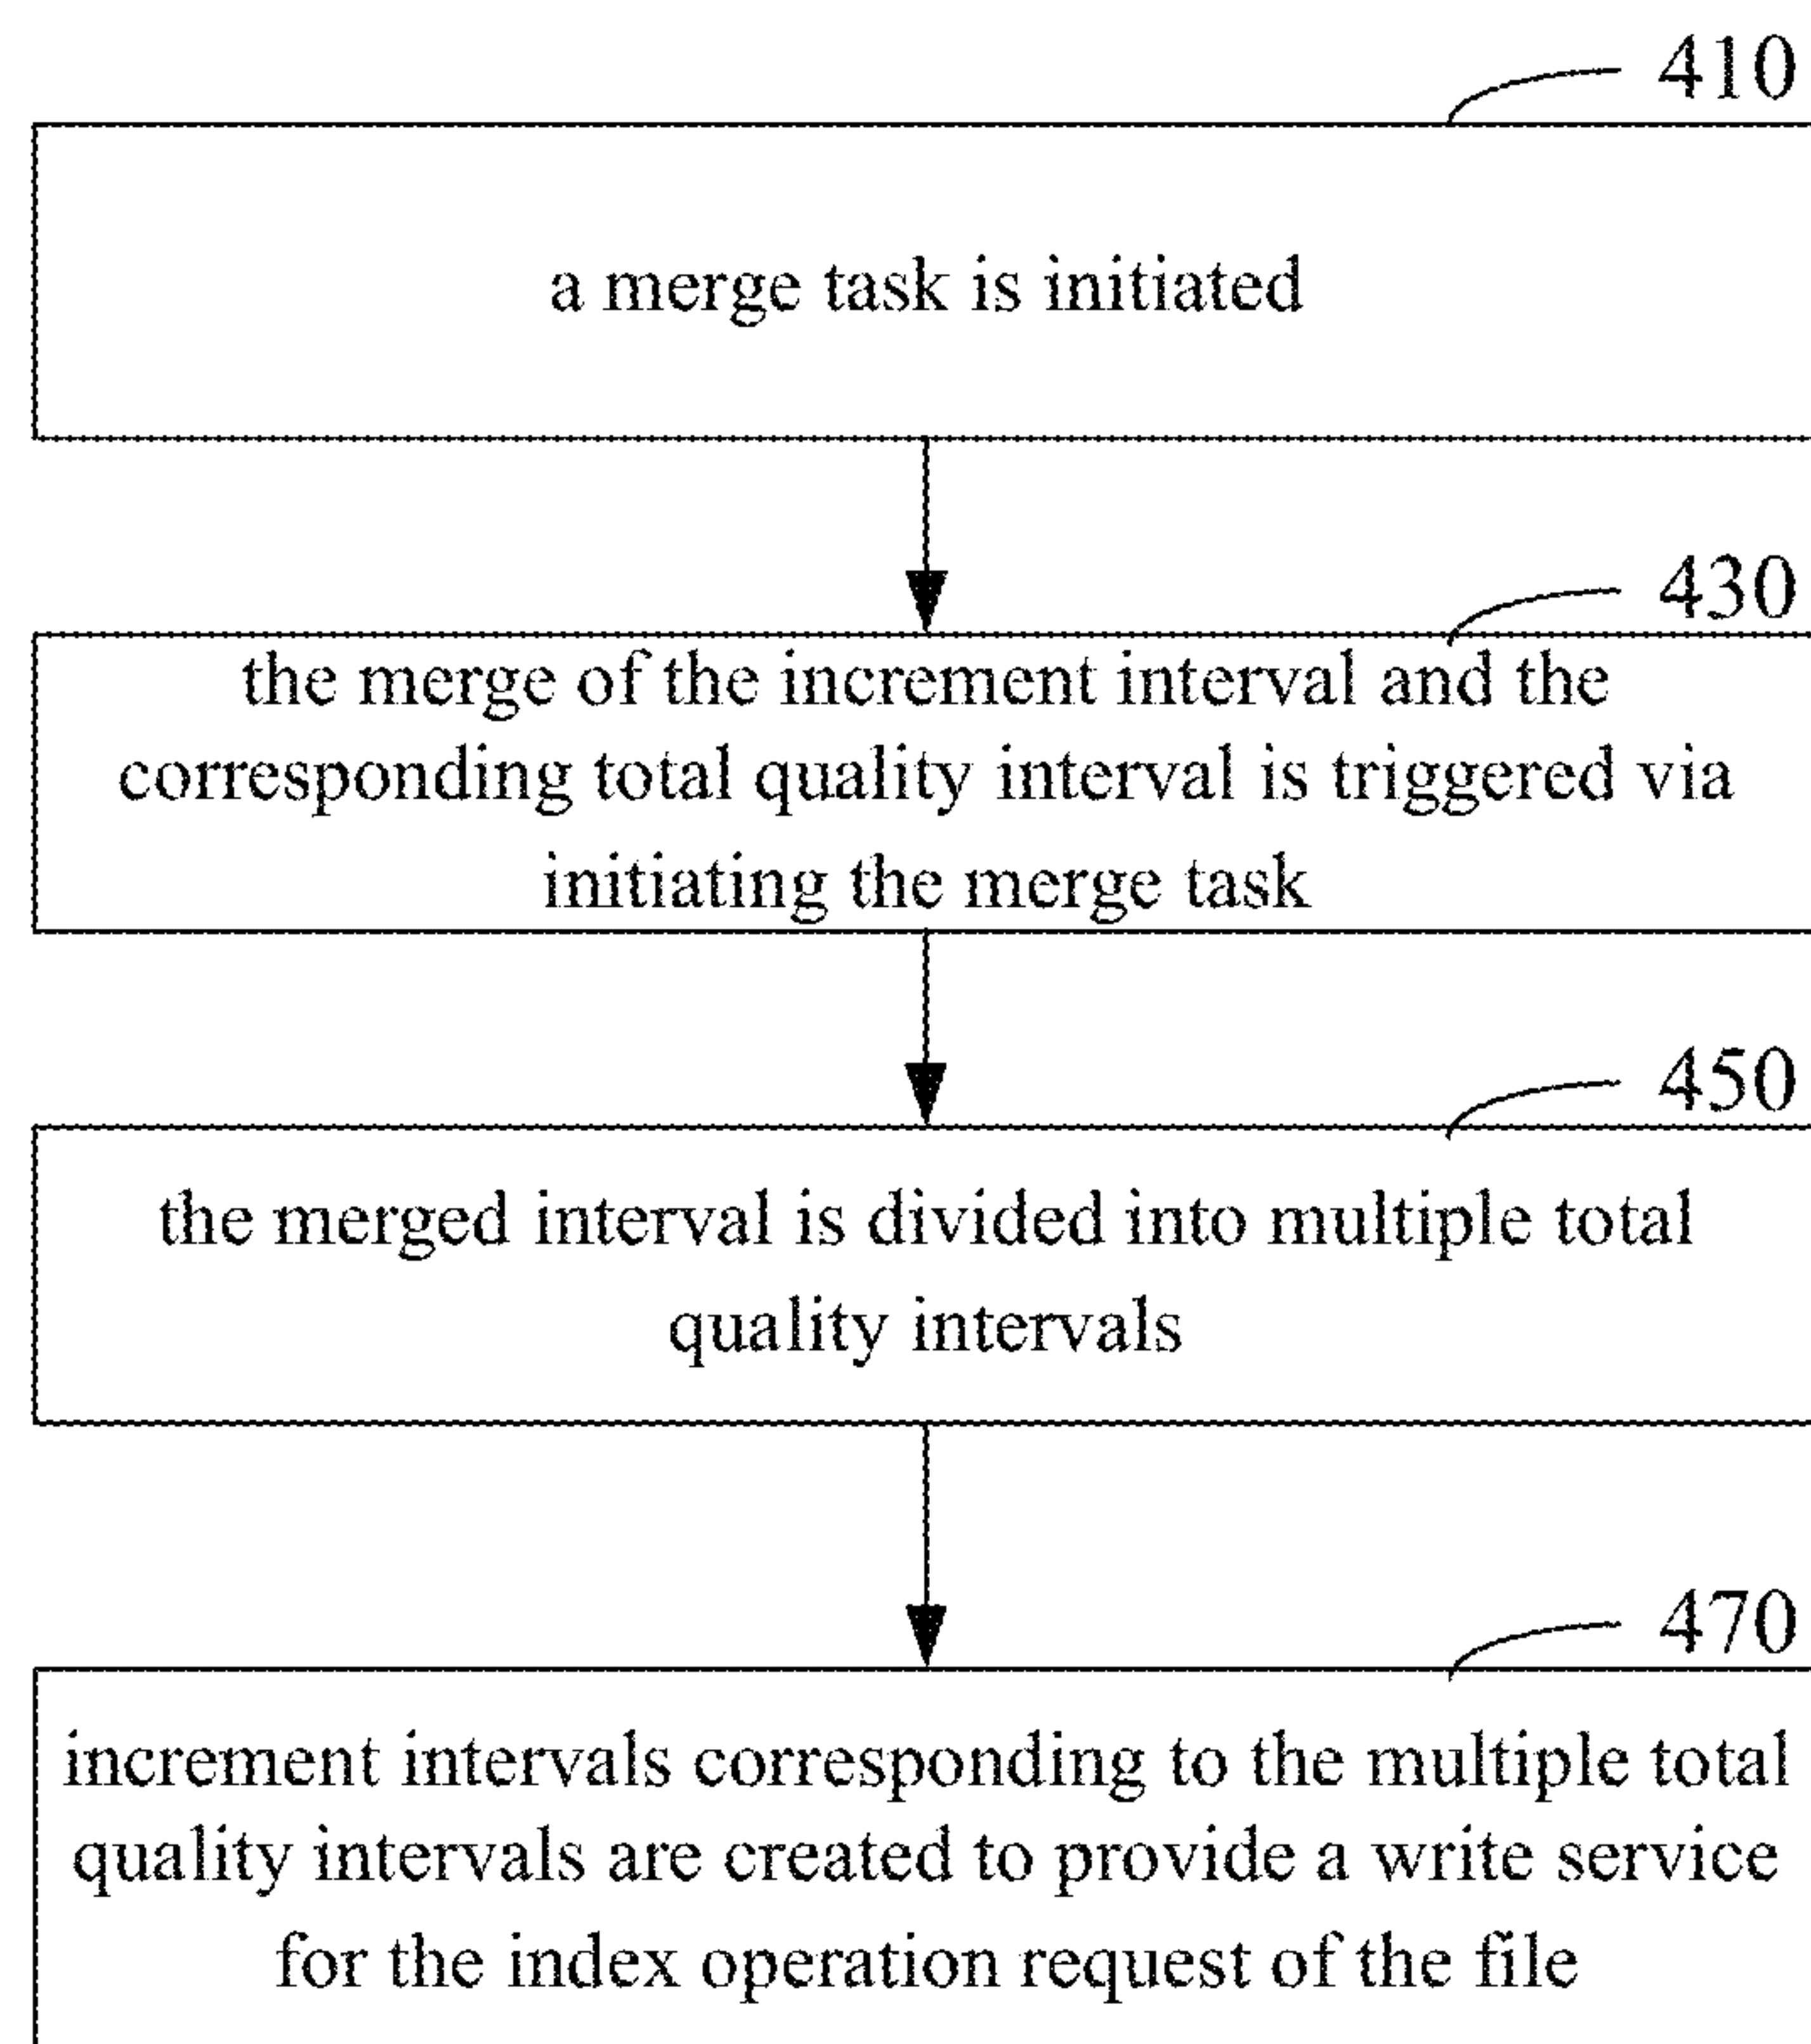 410
a merge task is initiated
430
the merge of the increment interval and the
corresponding total quality interval is triggered via
initiating the merge task
450
the merged interval is divided into multiple total
quality intervals
470
increment intervals corresponding to the multiple total
quality intervals are created to provide a write service
for the index operation request of the file